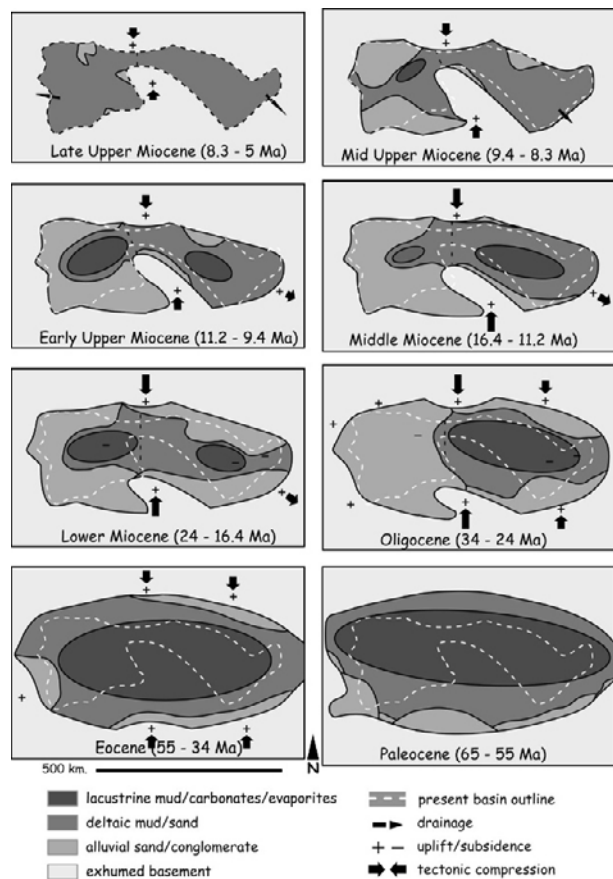 Late Upper Miocene (8.3 - 5 Ma)
Mid Upper Miocene (9.4 - 8.3 Ma)
Early Upper Miocene (11.2 - 9.4 Ma)
Middle Miocene (16.4 - 11.2 Ma)
Lower Miocene (24 - 16.4 Ma)
Oligocene (34 - 24 Ma)
Eocene (55 - 34 Ma)
Paleocene (65 - 55 Ma)
500 km.
N
lacustrine mud/carbonates/evaporites
deltaic mud/sand
alluvial sand/conglomerate
exhumed basement
present basin outline
drainage
+ - uplift/subsidence
tectonic compression